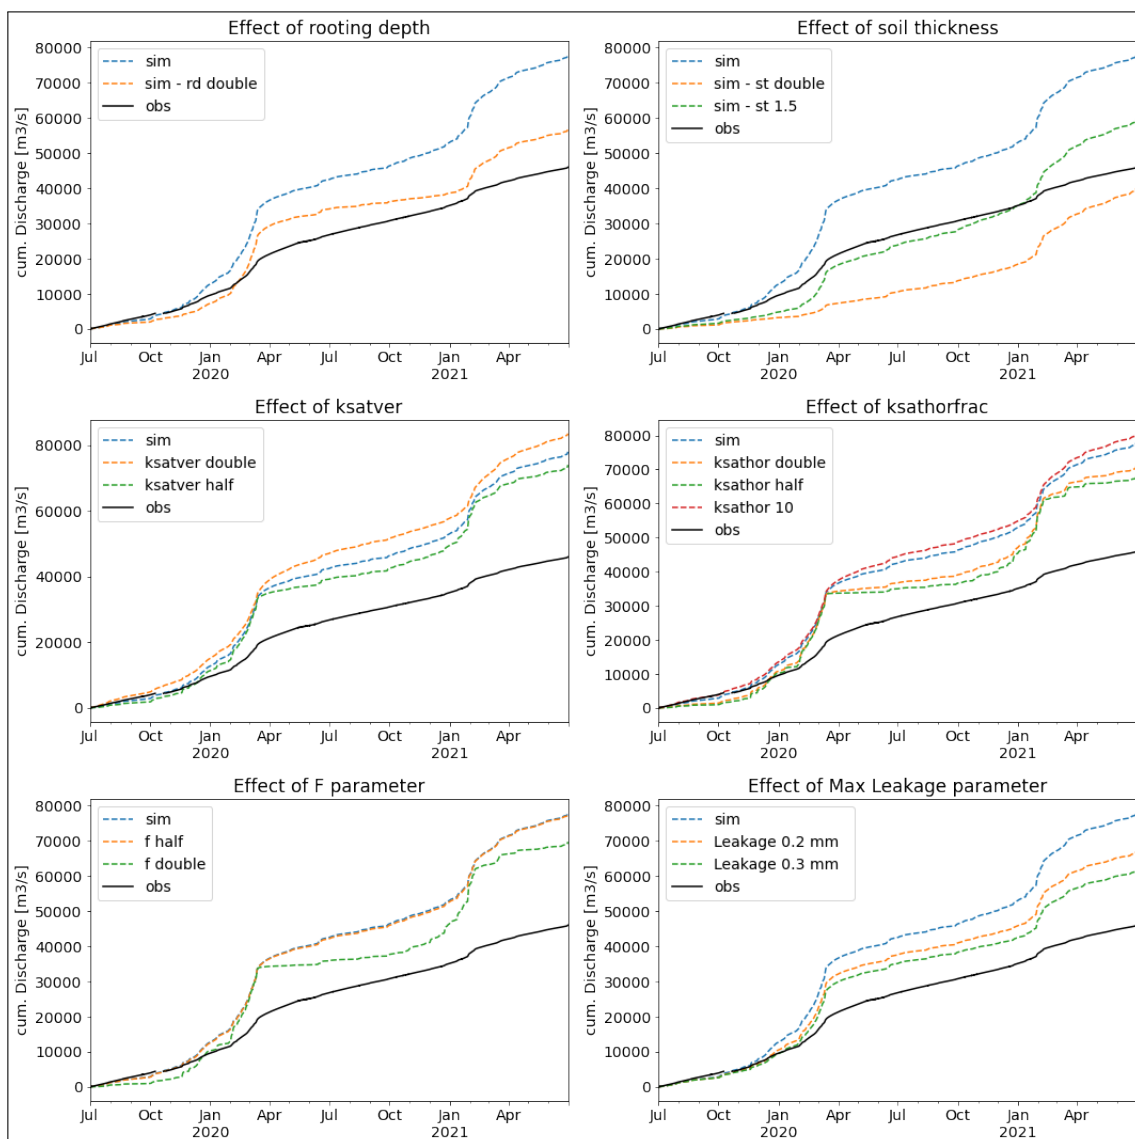 Effect of rooting depth
cum. Discharge [m3/s]
80000
70000
60000
50000
40000
30000
20000
10000
0
sim
sim - rd double
obs
Jul Oct Jan Apr Jul Oct Jan Apr
2020 2021
Effect of soil thickness
cum. Discharge [m3/s]
80000
70000
60000
50000
40000
30000
20000
10000
0
sim
sim - st double
sim - st 1.5
obs
Jul Oct Jan Apr Jul Oct Jan Apr
2020 2021
Effect of ksatver
cum. Discharge [m3/s]
80000
60000
40000
20000
0
sim
ksatver double
ksatver half
obs
Jul Oct Jan Apr Jul Oct Jan Apr
2020 2021
Effect of ksathorfrac
cum. Discharge [m3/s]
80000
70000
60000
50000
40000
30000
20000
10000
0
sim
ksathor double
ksathor half
ksathor 10
obs
Jul Oct Jan Apr Jul Oct Jan Apr
2020 2021
Effect of F parameter
cum. Discharge [m3/s]
80000
70000
60000
50000
40000
30000
20000
10000
0
sim
f half
f double
obs
Jul Oct Jan Apr Jul Oct Jan Apr
2020 2021
Effect of Max Leakage parameter
cum. Discharge [m3/s]
80000
70000
60000
50000
40000
30000
20000
10000
0
sim
Leakage 0.2 mm
Leakage 0.3 mm
obs
Jul Oct Jan Apr Jul Oct Jan Apr
2020 2021